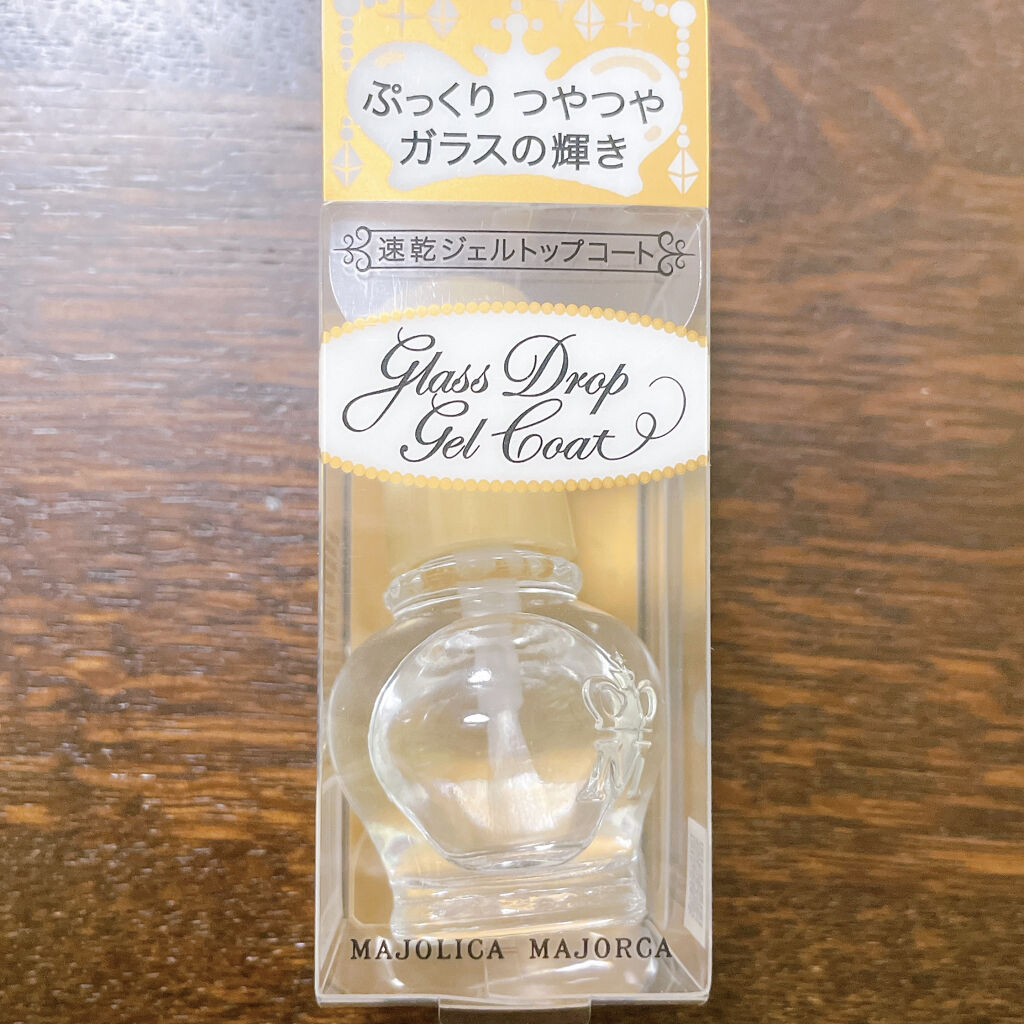 ぷっくり つやつや
ガラスの輝き
速乾ジェルトップコート
Glass Drop
Gel Coat
MAJOLICA MAJORCA